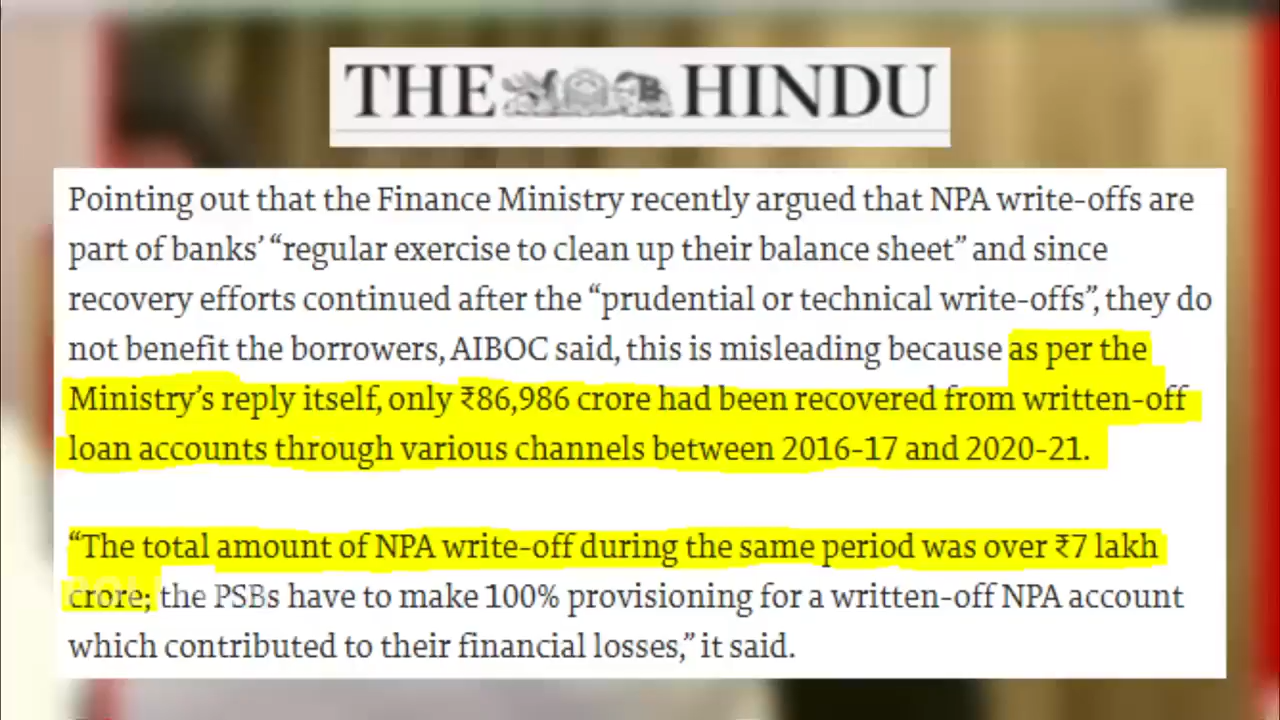 THE HINDU
Pointing out that the Finance Ministry recently argued that NPA write-offs are
part of banks’ “regular exercise to clean up their balance sheet” and since
recovery efforts continued after the “prudential or technical write-offs”, they do
not benefit the borrowers, AIBOC said, this is misleading because as per the
Ministry’s reply itself, only ₹86,986 crore had been recovered from written-off
loan accounts through various channels between 2016-17 and 2020-21.
“The total amount of NPA write-off during the same period was over ₹7 lakh
crore; the PSBs have to make 100% provisioning for a written-off NPA account
which contributed to their financial losses,” it said.